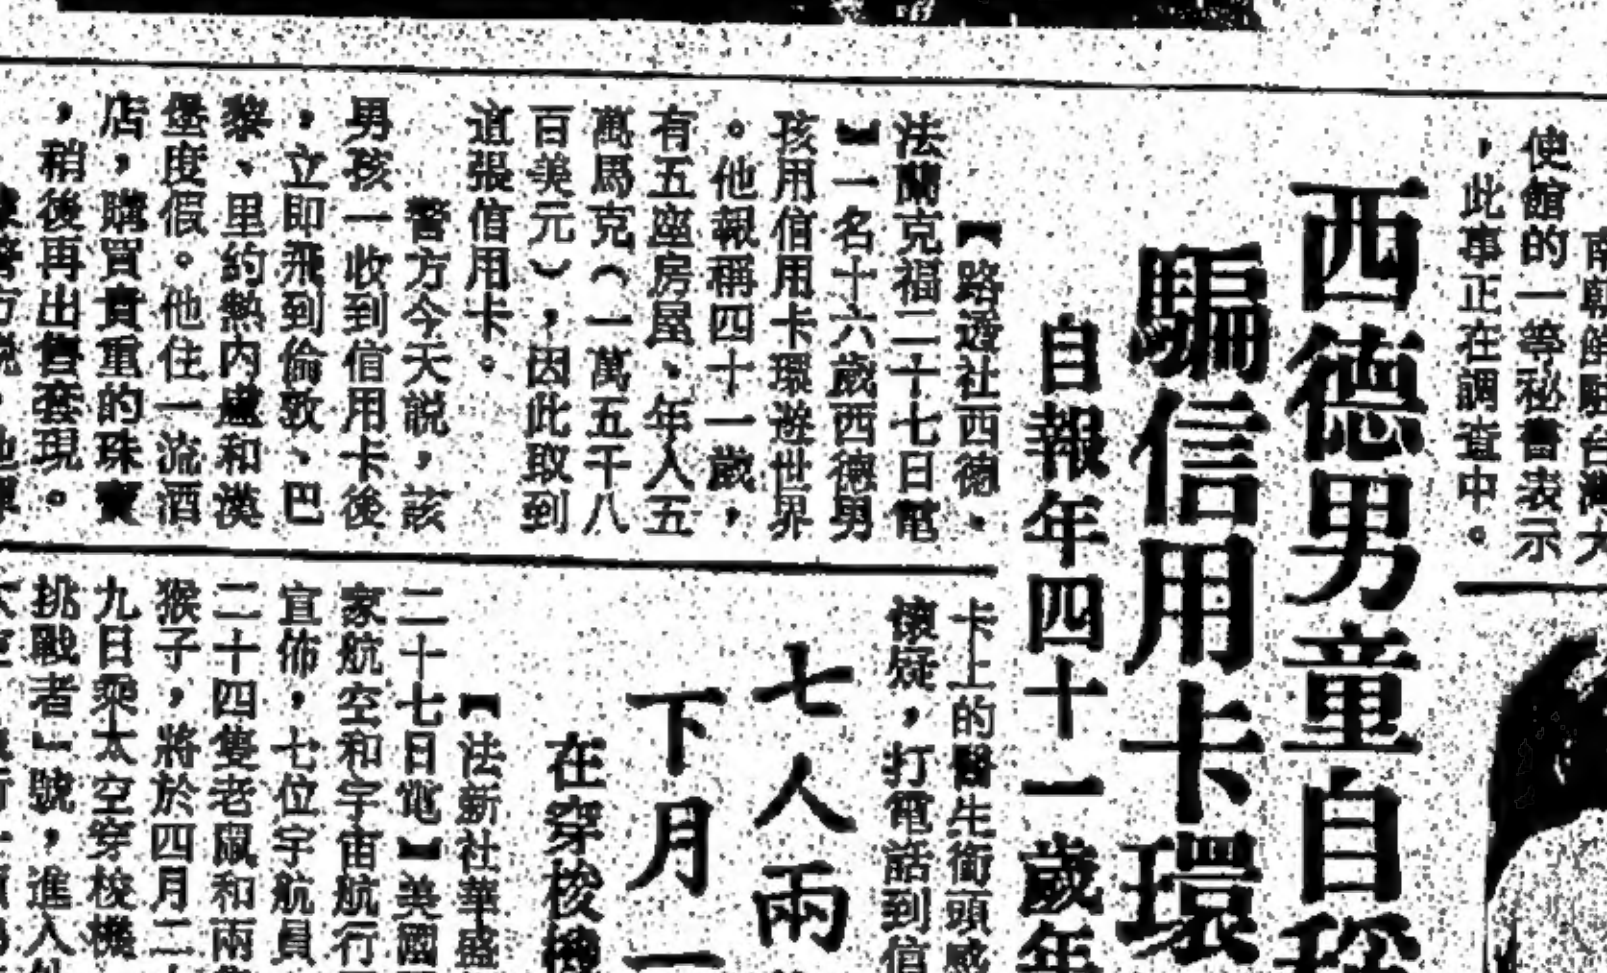 使館的一等秘書表示
，此事正在調查中。
西德男童自稱
騙信用卡環
自報年四十一歲年
【路透社西德、
法蘭克福二十七日電
】一名十六歲西德男
孩用信用卡環遊世界
。他報稱四十一歲，
有五座房屋、年入五
萬馬克（一萬五千八
百美元），因此取到
這張信用卡。
警方今天說，該
男孩一收到信用卡後
，立即飛到倫敦、巴
黎、里約熱內盧和漢
堡度假。他住一流酒
店，購買貴重的珠寶
，稍後再出售套現。
卡上的醫生銜頭感
懷疑，打電話到信
七人兩
下月一
在穿梭機
【法新社華盛
二十七日電】美國
家航空和宇宙航行
宣佈，七位宇航員
二十四隻老鼠和兩
猴子，將於四月二
九日乘太空穿梭機
挑戰者」號，進入